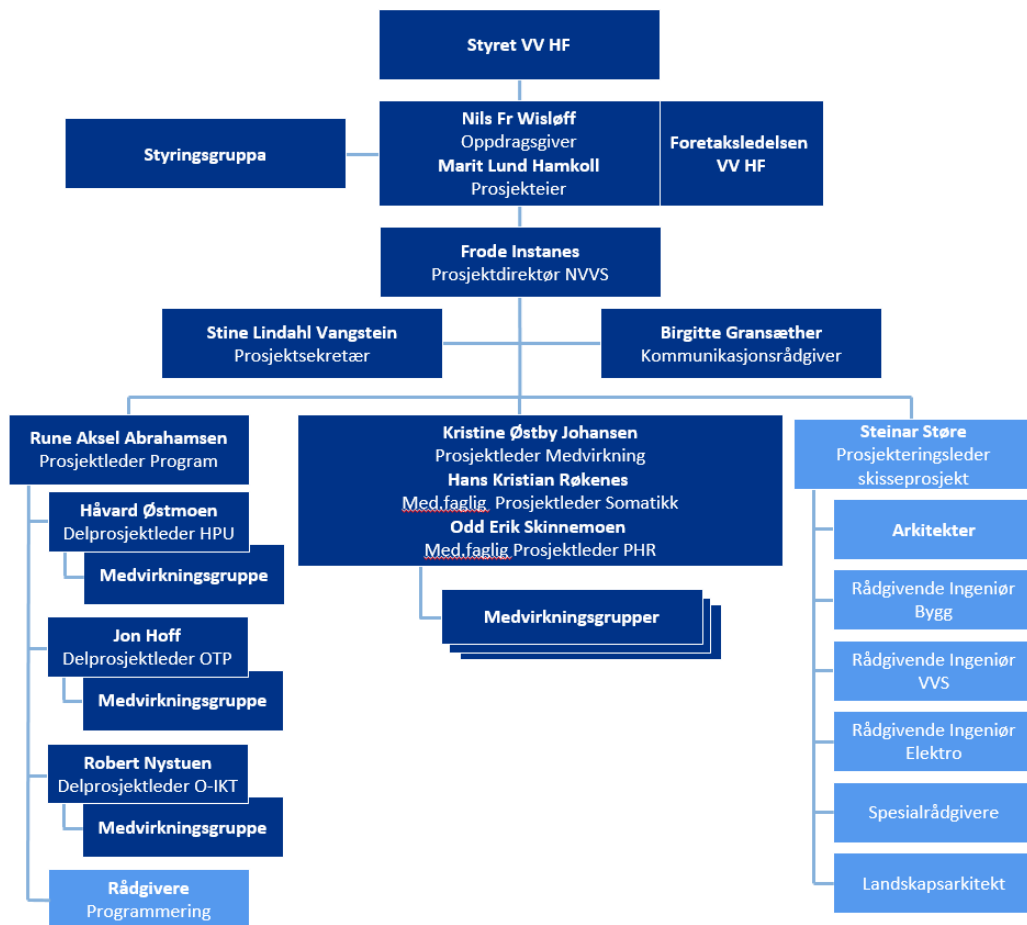 Styret VV HF
Styringsgruppa
Nils Fr Wisløff
Oppdragsgiver
Marit Lund Hamkoll
Prosjekteier
Foretaksledelsen
VV HF
Frode Instanes
Prosjektdirektør NVVS
Stine Lindahl Vangstein
Prosjektsekretær
Birgitte Gransæther
Kommunikasjonsrådgiver
Rune Aksel Abrahamsen
Prosjektleder Program
Håvard Østmoen
Delprosjektleder HPU
Medvirkningsgruppe
Jon Hoff
Delprosjektleder OTP
Medvirkningsgruppe
Robert Nystuen
Delprosjektleder O-IKT
Medvirkningsgruppe
Rådgivere
Programmering
Kristine Østby Johansen
Prosjektleder Medvirkning
Hans Kristian Røkenes
Med.faglig Prosjektleder Somatikk
Odd Erik Skinnemoen
Med.faglig Prosjektleder PHR
Medvirkningsgrupper
Steinar Støre
Prosjekteringsleder
skisseprosjekt
Arkitekter
Rådgivende Ingeniør
Bygg
Rådgivende Ingeniør
VVS
Rådgivende Ingeniør
Elektro
Spesialrådgivere
Landskapsarkitekt